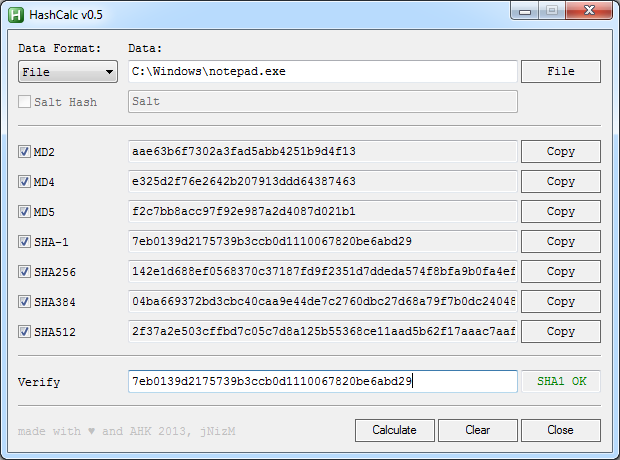 HashCalc v0.5
Data Format: Data:
File C:\Windows\notepad.exe File
Salt Hash Salt
MD2 aae63b6f7302a3fad5abb4251b9d4f13 Copy
MD4 e325d2f76e2642b207913ddd64387463 Copy
MD5 f2c7bb8acc97f92e987a2d4087d021b1 Copy
SHA-1 7eb0139d2175739b3ccb0d1110067820be6abd29 Copy
SHA256 142e1d688ef0568370c37187fd9f2351d7ddeda574f8bfa9b0fa4ef Copy
SHA384 04ba669372bd3cbc40caa9e44de7c2760dbc27d68a79f7b0dc24048 Copy
SHA512 2f37a2e503cffbd7c05c7d8a125b55368ce11aad5b62f17aaac7aaf Copy
Verify 7eb0139d2175739b3ccb0d1110067820be6abd29 SHA1 OK
made with ♥ and AHK 2013, jNizM Calculate Clear Close